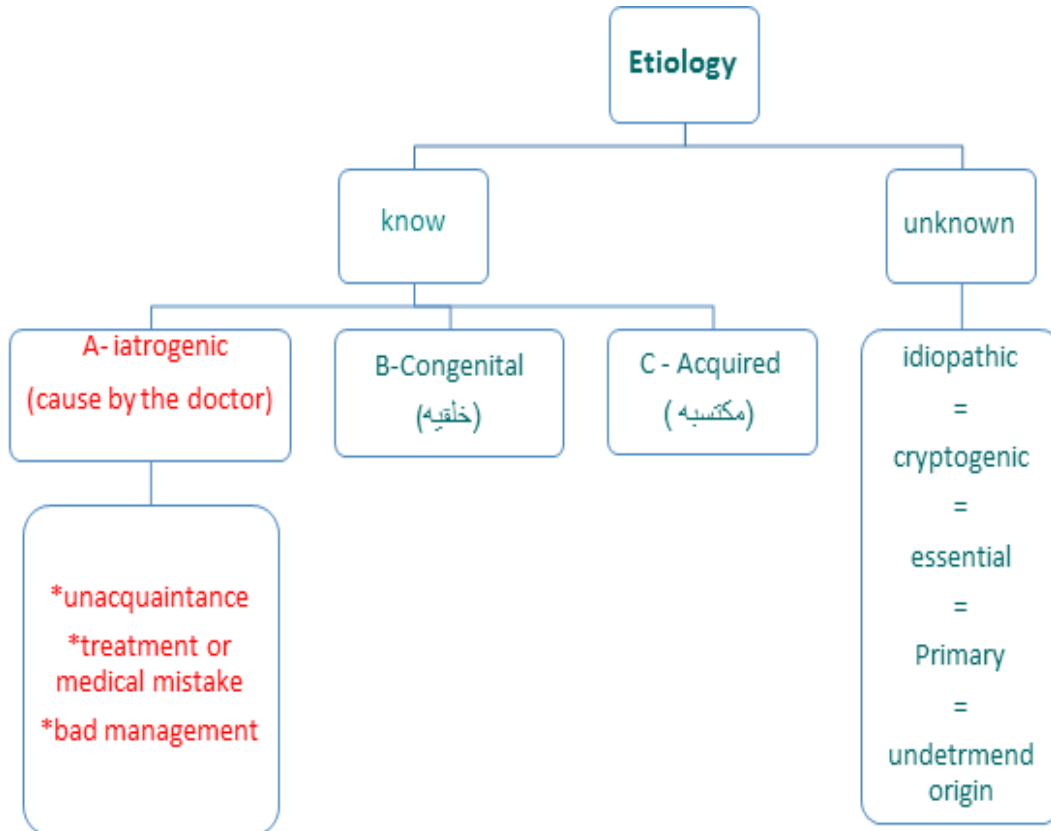 Etiology
know
unknown
A- iatrogenic
(cause by the doctor)
B-Congenital
(خلقيه)
C - Acquired
(مكتسبه )
idiopathic
=
cryptogenic
=
essential
=
Primary
=
undetrmend
origin
*unacquaintance
*treatment or
medical mistake
*bad management